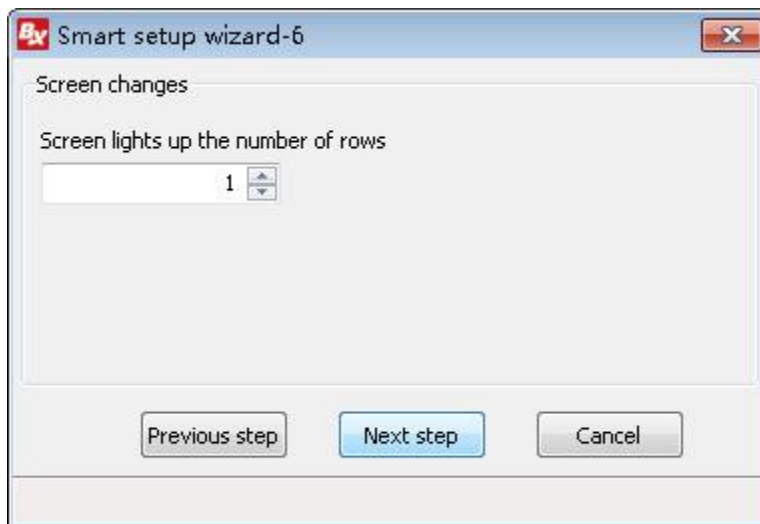 BX Smart setup wizard-6
Screen changes
Screen lights up the number of rows
1
Previous step Next step Cancel